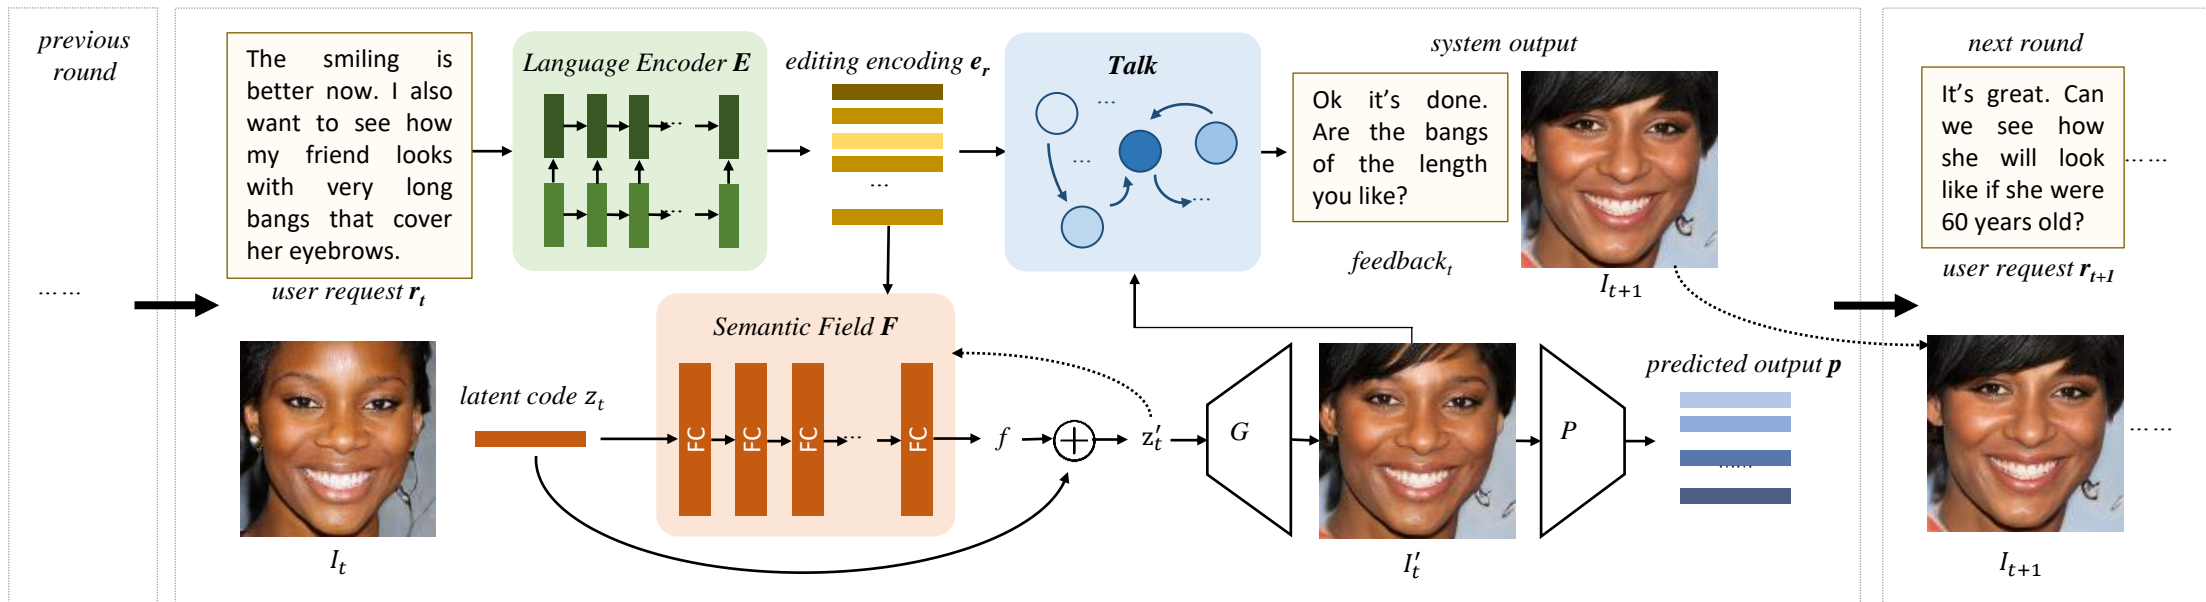 previous
round
... ...
The smiling is
better now. I also
want to see how
my friend looks
with very long
bangs that cover
her eyebrows.
user request r_t
I_t
Language Encoder E
...
...
editing encoding e_r
...
Talk
...
...
...
system output
Ok it's done.
Are the bangs
of the length
you like?
feedback_t
I_{t+1}
latent code z_t
Semantic Field F
FC
FC
FC
...
FC
f
z'_t
G
I'_t
P
predicted output p
......
next round
It's great. Can
we see how
she will look
like if she were
60 years old?
... ...
user request r_{t+1}
... ...
I_{t+1}